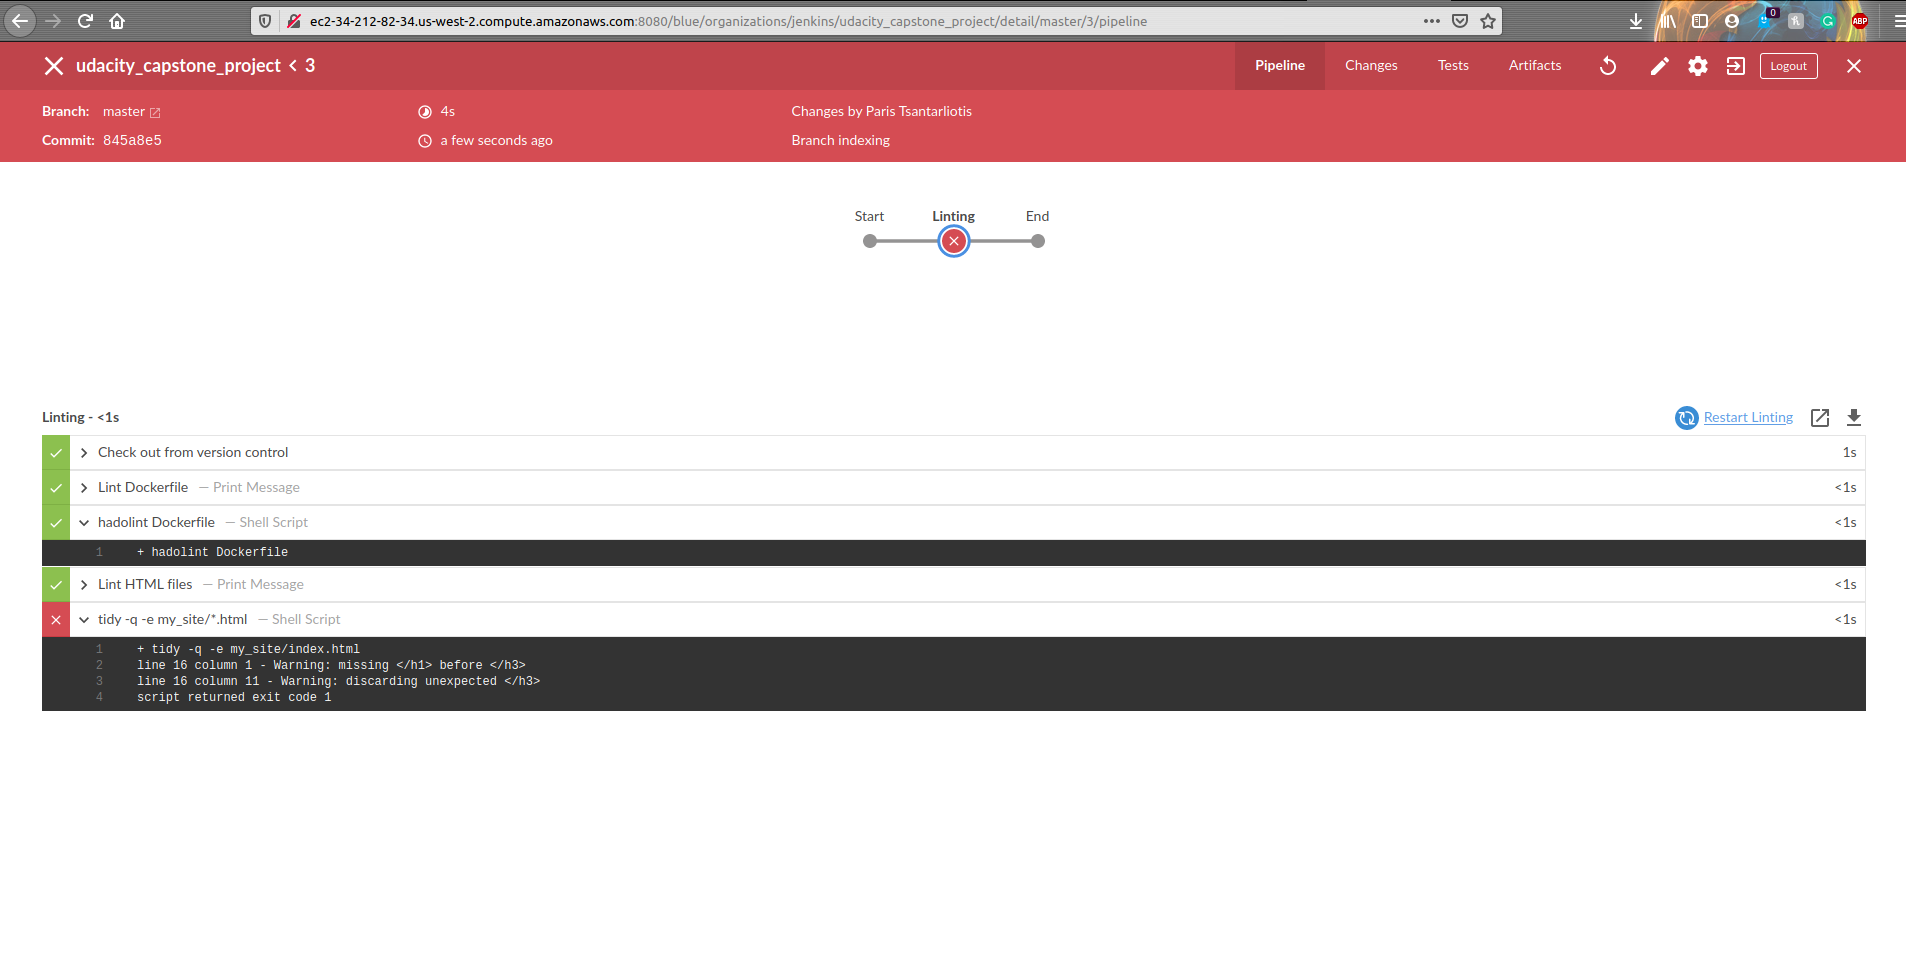 ec2-34-212-82-34.us-west-2.compute.amazonaws.com:8080/blue/organizations/jenkins/udacity_capstone_project/detail/master/3/pipeline
0
ABP
udacity_capstone_project < 3
Pipeline Changes Tests Artifacts Logout
Branch: master 4s Changes by Paris Tsantarliotis
Commit: 845a8e5 a few seconds ago Branch indexing
Start Linting End
Linting - <1s Restart Linting
Check out from version control 1s
Lint Dockerfile — Print Message <1s
hadolint Dockerfile — Shell Script <1s
1 + hadolint Dockerfile
Lint HTML files — Print Message <1s
tidy -q -e my_site/*.html — Shell Script <1s
1 + tidy -q -e my_site/index.html
2 line 16 column 1 - Warning: missing </h1> before </h3>
3 line 16 column 11 - Warning: discarding unexpected </h3>
4 script returned exit code 1